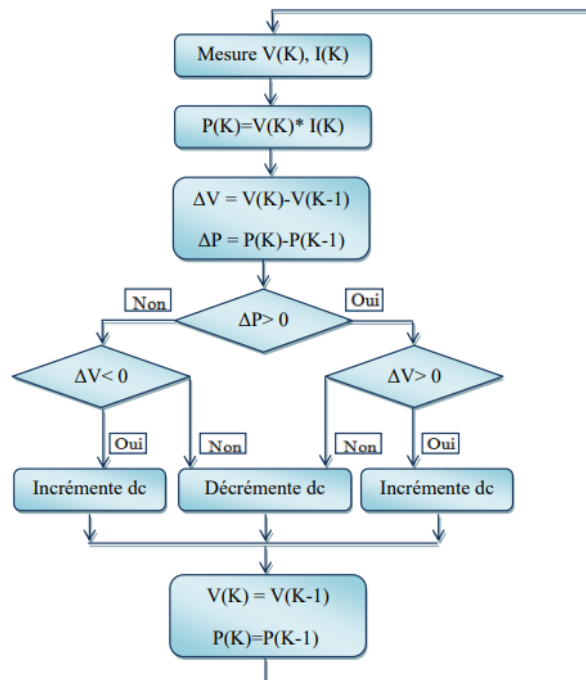 Mesure V(K), I(K)
P(K)=V(K)* I(K)
ΔV = V(K)-V(K-1)
ΔP = P(K)-P(K-1)
Non
Oui
ΔP> 0
ΔV< 0
ΔV> 0
Oui
Non
Non
Oui
Incrémente dc
Décrémente dc
Incrémente dc
V(K) = V(K-1)
P(K)=P(K-1)